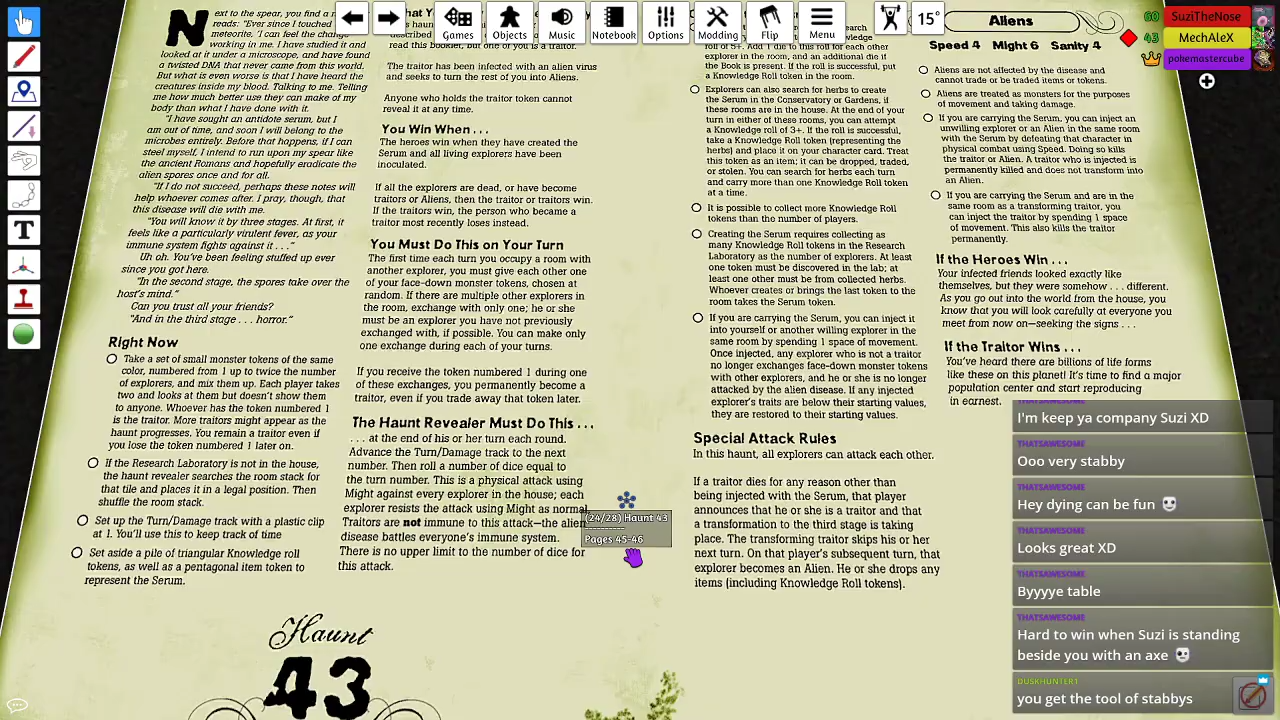 Games
Objects
Music
Notebook
Options
Modding
Flip
Menu
15°
60
SuziTheNose
43
MechAleX
pokemastercube
Next to the spear, you find a
reads: "Ever since I touched
meteorite, 'I can feel the change
working in me. I have studied it and
looked at it under a microscope, and have found
a twisted DNA that never came from this world.
But what is even worse is that I have heard the
creatures inside my blood. Talking to me. Telling
me how much better use they can make of my
body than what I have done with it.
"I have sought an antidote serum, but I
am out of time, and soon I will belong to the
microbes entirely. Before that happens, if I can
steel myself, I intend to run upon my spear like
the ancient Romans and hopefully eradicate the
alien spores once and for all.
"If I do not succeed, perhaps these notes will
help whoever comes after. I pray, though, that
this disease will die with me.
"You will know it by three stages. At first, it
feels like a particularly virulent fever, as your
immune system fights against it . . ."
Uh oh. You've been feeling stuffed up ever
since you got here.
"In the second stage, the spores take over the
host's mind."
Can you trust all your friends?
"And in the third stage . . . horror."
Right Now
Take a set of small monster tokens of the same
color, numbered from 1 up to twice the number
of explorers, and mix them up. Each player takes
two and looks at them but doesn't show them
to anyone. Whoever has the token numbered 1
is the traitor. More traitors might appear as the
haunt progresses. You remain a traitor even if
you lose the token numbered 1 later on.
If the Research Laboratory is not in the house,
the haunt revealer searches the room stack for
that tile and places it in a legal position. Then
shuffle the room stack.
Set up the Turn/Damage track with a plastic clip
at 1. You'll use this to keep track of time
Set aside a pile of triangular Knowledge roll
tokens, as well as a pentagonal item token to
represent the Serum.
Haunt
43
read this booklet, but one of you is a traitor.
The traitor has been infected with an alien virus
and seeks to turn the rest of you into Aliens.
Anyone who holds the traitor token cannot
reveal it at any time.
You Win When . . .
The heroes win when they have created the
Serum and all living explorers have been
inoculated.
If all the explorers are dead, or have become
traitors or Aliens, then the traitor or traitors win.
If the traitors win, the person who became a
traitor most recently loses instead.
You Must Do This on Your Turn
The first time each turn you occupy a room with
another explorer, you must give each other one
of your face-down monster tokens, chosen at
random. If there are multiple other explorers in
the room, exchange with only one; he or she
must be an explorer you have not previously
exchanged with, if possible. You can make only
one exchange during each of your turns.
If you receive the token numbered 1 during one
of these exchanges, you permanently become a
traitor, even if you trade away that token later.
The Haunt Revealer Must Do This . . .
. . . at the end of his or her turn each round.
Advance the Turn/Damage track to the next
number. Then roll a number of dice equal to
the turn number. This is a physical attack using
Might against every explorer in the house; each
explorer resists the attack using Might as normal
Traitors are not immune to this attack—the alien
disease battles everyone's immune system.
There is no upper limit to the number of dice for
this attack.
(24/28) Haunt 43
Pages 45-46
roll of 5+. Add 1 die to this roll for each other
explorer in the room, and an additional die if
the Book is present. If the roll is successful,
put a Knowledge Roll token in the room.
Explorers can also search for herbs to create
the Serum in the Conservatory or Gardens, if
these rooms are in the house. At the end of your
turn in either of these rooms, you can attempt
a Knowledge roll of 3+. If the roll is successful,
take a Knowledge Roll token (representing the
herbs) and place it on your character card. Treat
this token as an item; it can be dropped, traded,
or stolen. You can search for herbs each turn
and carry more than one Knowledge Roll token
at a time.
It is possible to collect more Knowledge Roll
tokens than the number of players.
Creating the Serum requires collecting as
many Knowledge Roll tokens in the Research
Laboratory as the number of explorers. At least
one token must be discovered in the lab; at
least one other must be from collected herbs.
Whoever creates or brings the last token to the
room takes the Serum token.
If you are carrying the Serum, you can inject it
into yourself or another willing explorer in the
same room by spending 1 space of movement.
Once injected, any explorer who is not a traitor
no longer exchanges face-down monster tokens
with other explorers, and he or she is no longer
attacked by the alien disease. If any injected
explorer's traits are below their starting values,
they are restored to their starting values.
Special Attack Rules
In this haunt, all explorers can attack each other.
If a traitor dies for any reason other than
being injected with the Serum, that player
announces that he or she is a traitor and that
a transformation to the third stage is taking
place. The transforming traitor skips his or her
next turn. On that player's subsequent turn, that
explorer becomes an Alien. He or she drops any
items (including Knowledge Roll tokens).
Aliens
Speed 4 Might 6 Sanity 4
Aliens are not affected by the disease and
cannot trade or be traded items or tokens.
Aliens are treated as monsters for the purposes
of movement and taking damage.
If you are carrying the Serum, you can inject an
unwilling explorer or an Alien in the same room
with the Serum by defeating that character in
physical combat using Speed. Doing so kills
the traitor or Alien. A traitor who is injected is
permanently killed and does not transform into
an Alien.
If you are carrying the Serum and are in the
same room as a transforming traitor, you
can inject the traitor by spending 1 space
of movement. This also kills the traitor
permanently.
If the Heroes Win . . .
Your infected friends looked exactly like
themselves, but they were somehow . . . different.
As you go out into the world from the house, you
know that you will look carefully at everyone you
meet from now on—seeking the signs . . .
If the Traitor Wins . . .
You've heard there are billions of life forms
like these on this planet! It's time to find a major
population center and start reproducing
in earnest.
THATSAWESOME
I'm keep ya company Suzi XD
THATSAWESOME
Ooo very stabby
THATSAWESOME
Hey dying can be fun
THATSAWESOME
Looks great XD
THATSAWESOME
Byyyye table
THATSAWESOME
Hard to win when Suzi is standing
beside you with an axe
DUSKHUNTER1
you get the tool of stabbys